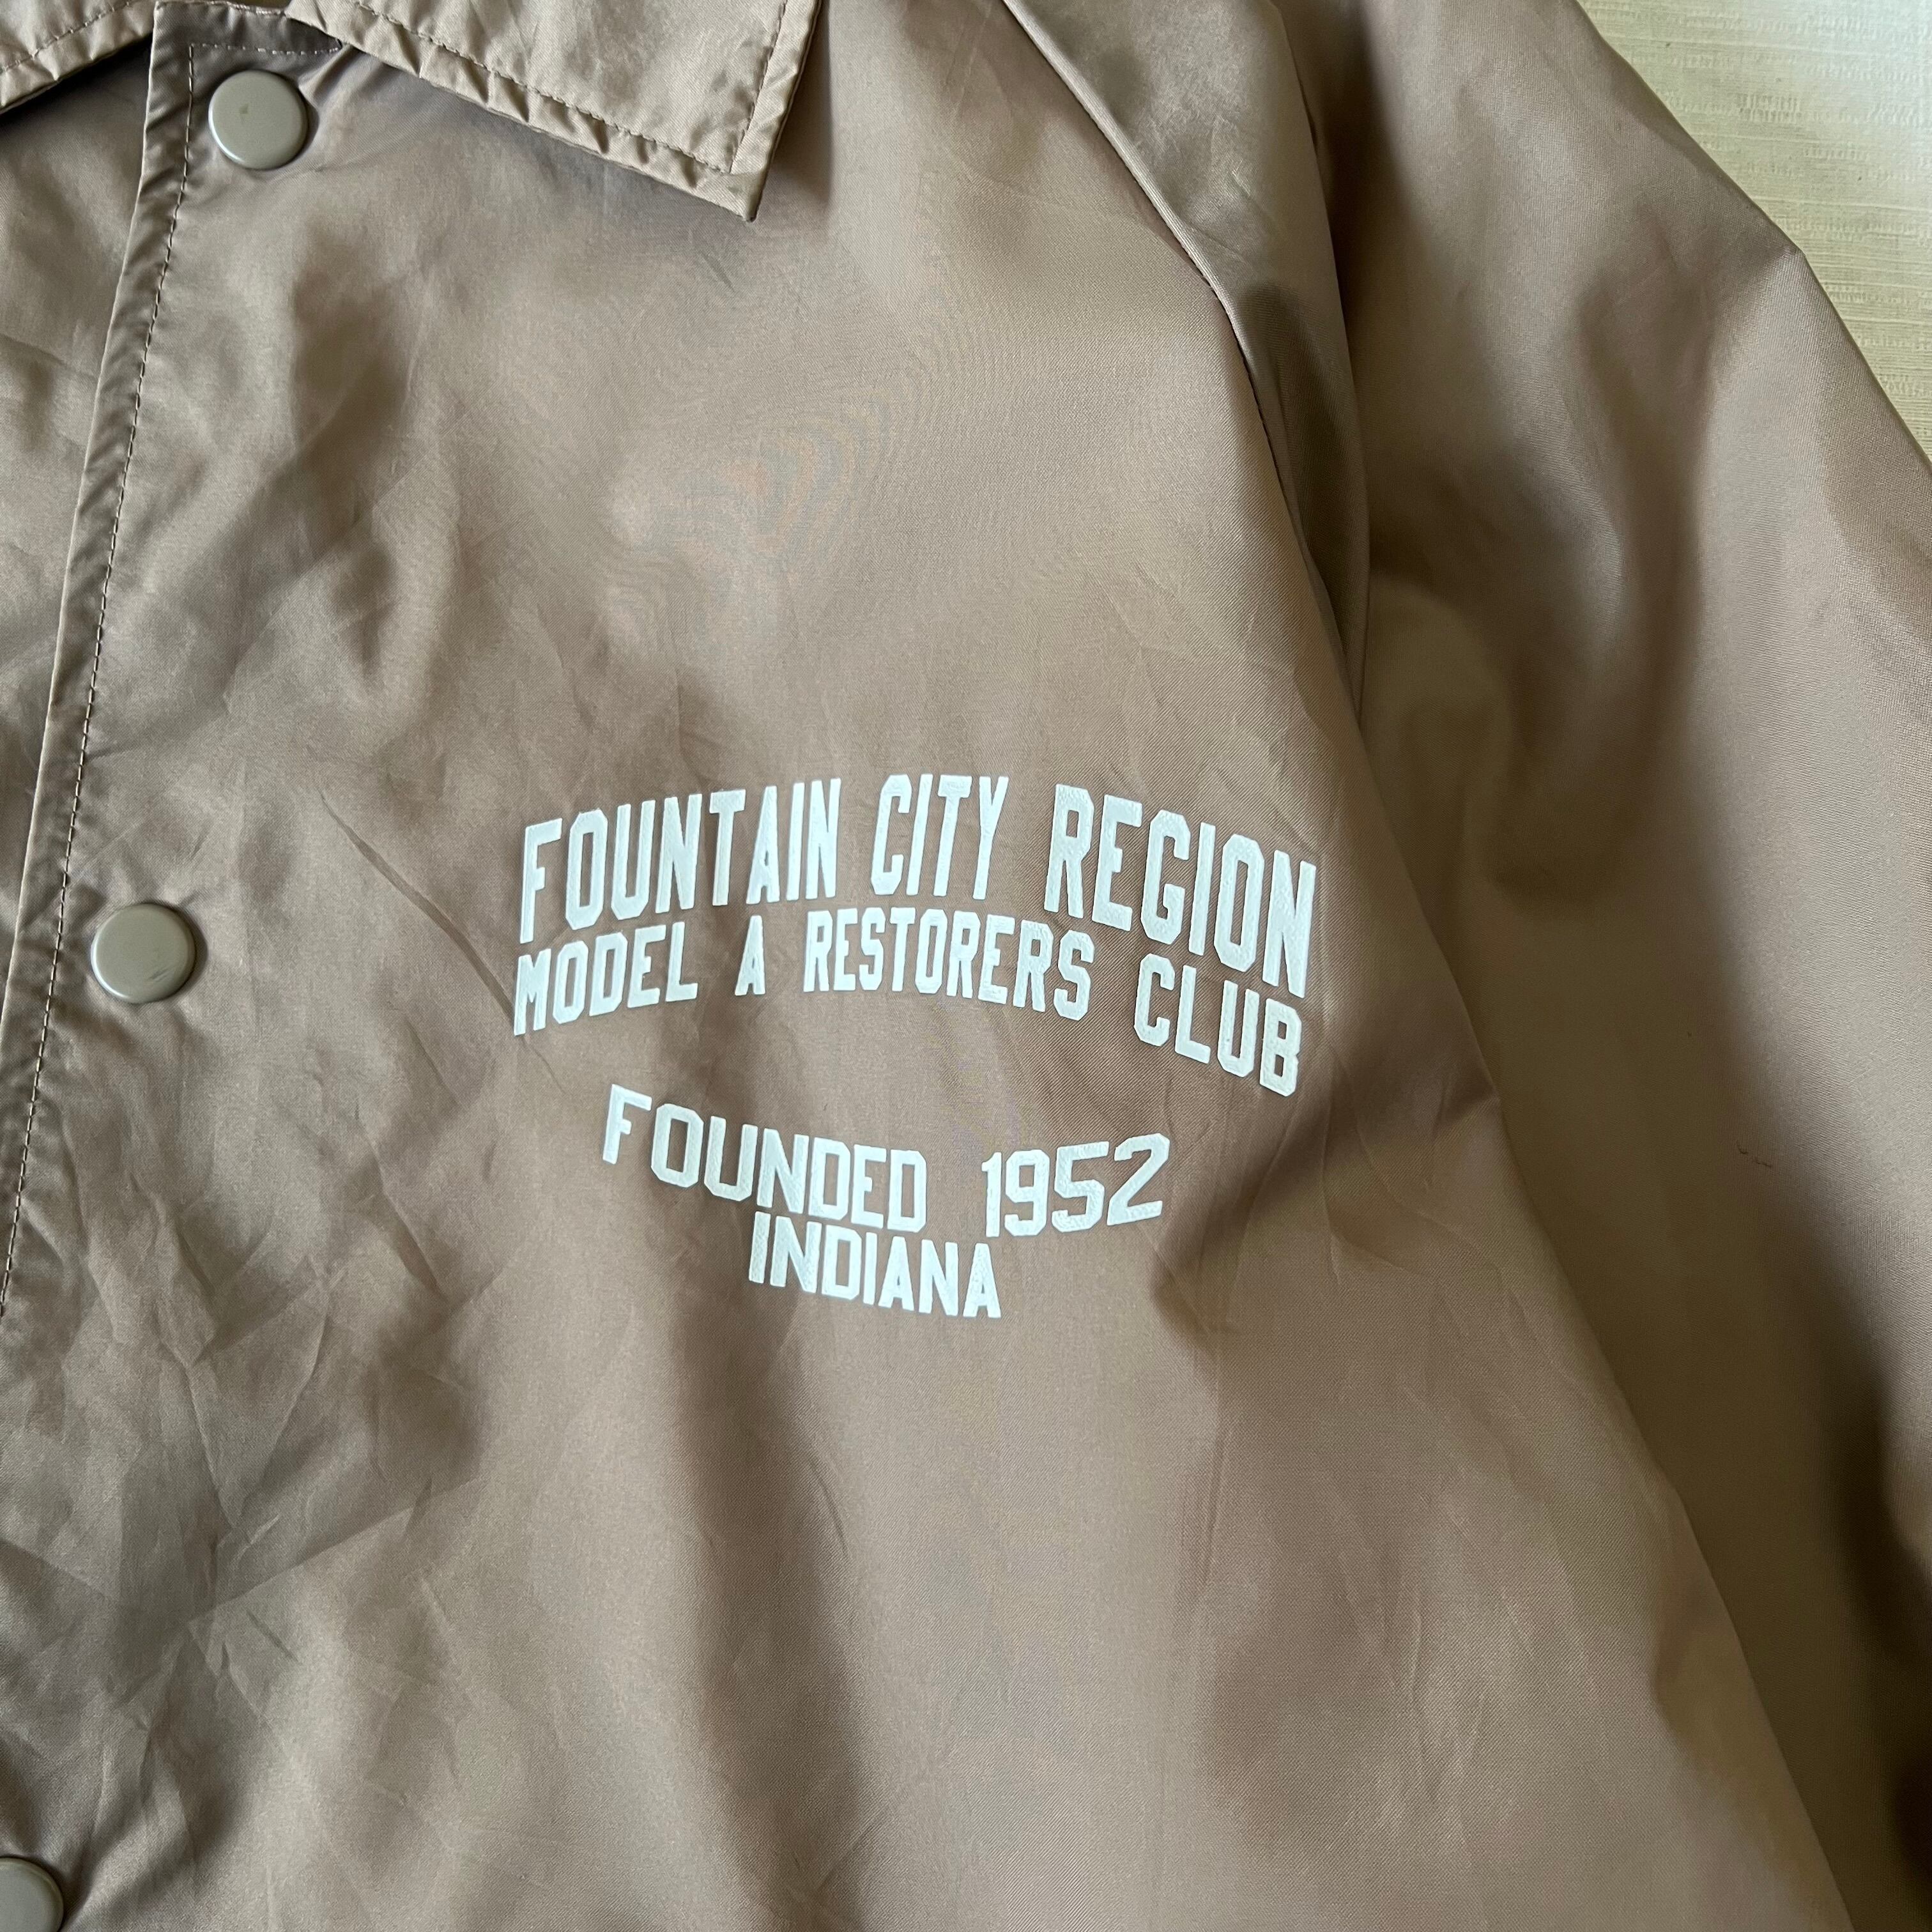 FOUNTAIN CITY REGION
MODEL A RESTORERS CLUB
FOUNDED 1952
INDIANA